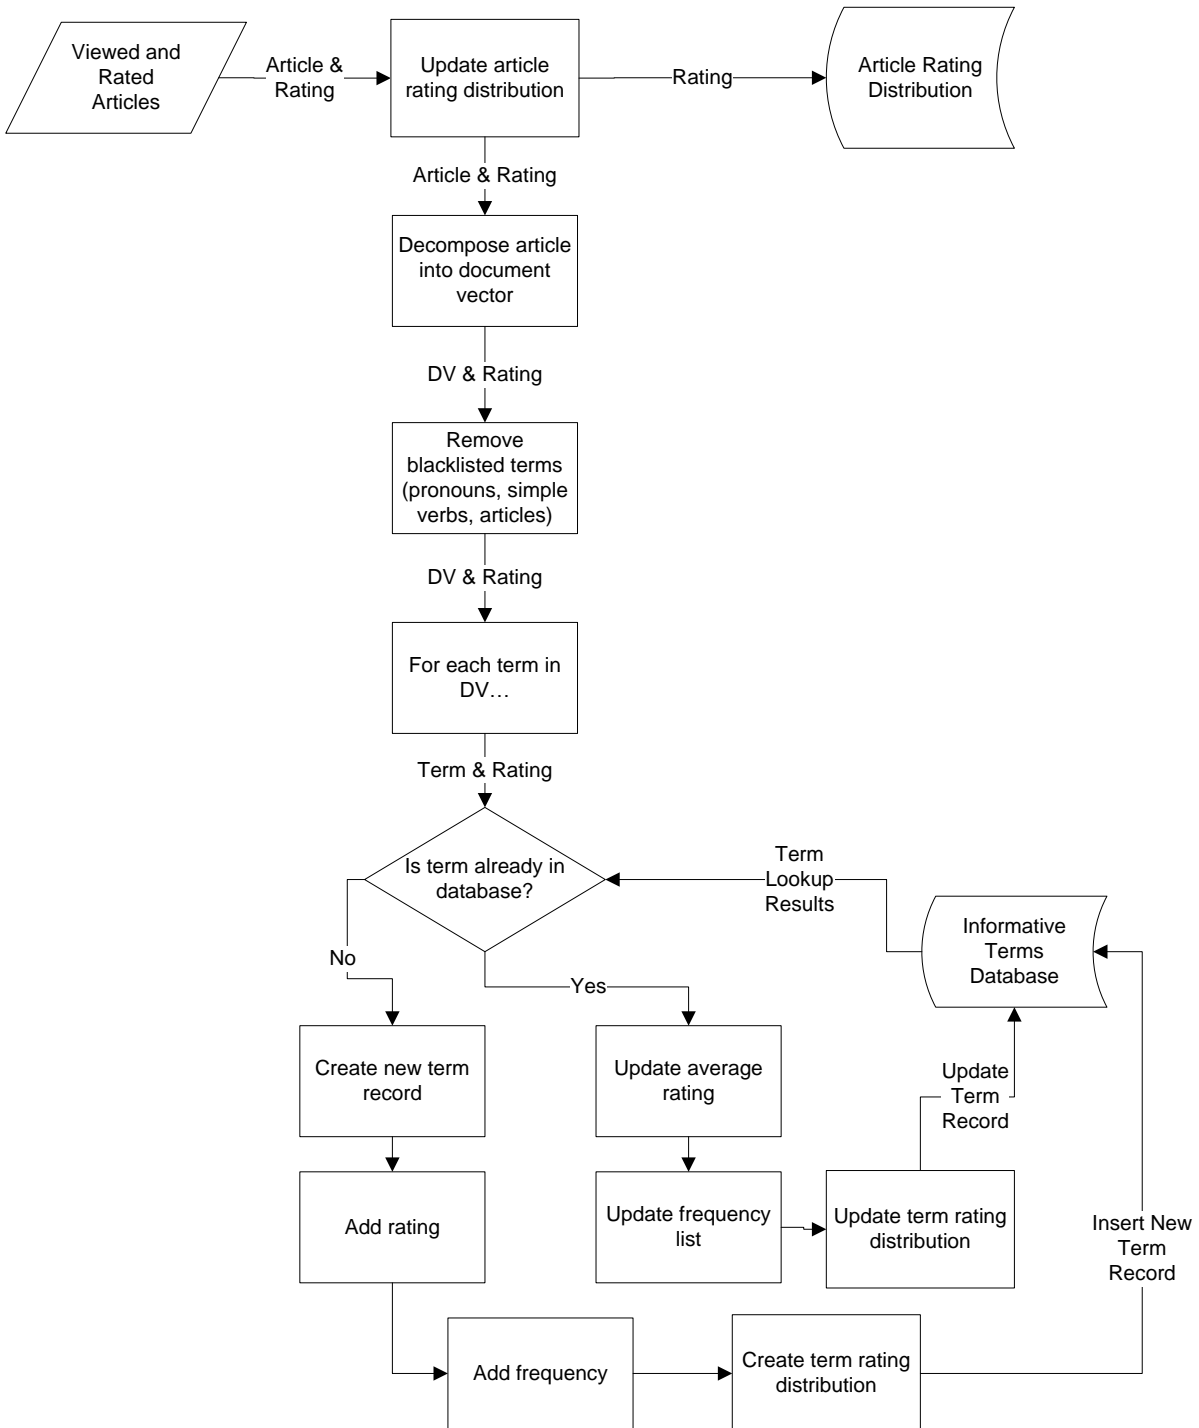 Viewed and
Rated
Articles
Article &
Rating
Update article
rating distribution
Rating
Article Rating
Distribution
Article & Rating
Decompose article
into document
vector
DV & Rating
Remove
blacklisted terms
(pronouns, simple
verbs, articles)
DV & Rating
For each term in
DV…
Term & Rating
Is term already in
database?
Term
Lookup
Results
Informative
Terms
Database
No
Yes
Create new term
record
Update average
rating
Update
Term
Record
Add rating
Update frequency
list
Update term rating
distribution
Insert New
Term
Record
Add frequency
Create term rating
distribution